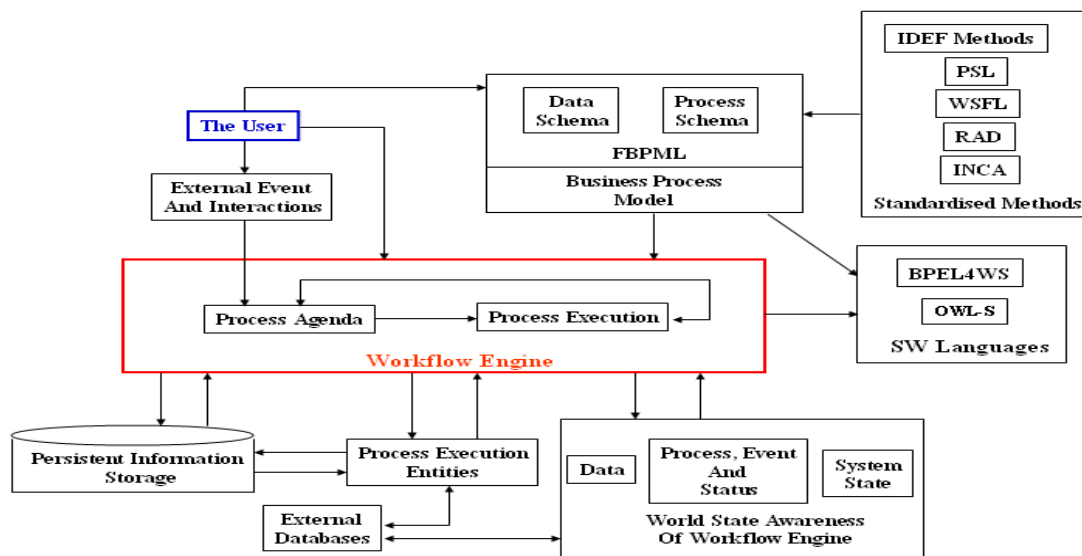 IDEF Methods
PSL
WSFL
RAD
INCA
Standardised Methods
Data
Schema
Process
Schema
FBPML
Business Process
Model
The User
External Event
And Interactions
BPEL4WS
OWL-S
SW Languages
Process Agenda
Process Execution
Workflow Engine
Persistent Information
Storage
Process Execution
Entities
External
Databases
Data
Process, Event
And
Status
System
State
World State Awareness
Of Workflow Engine